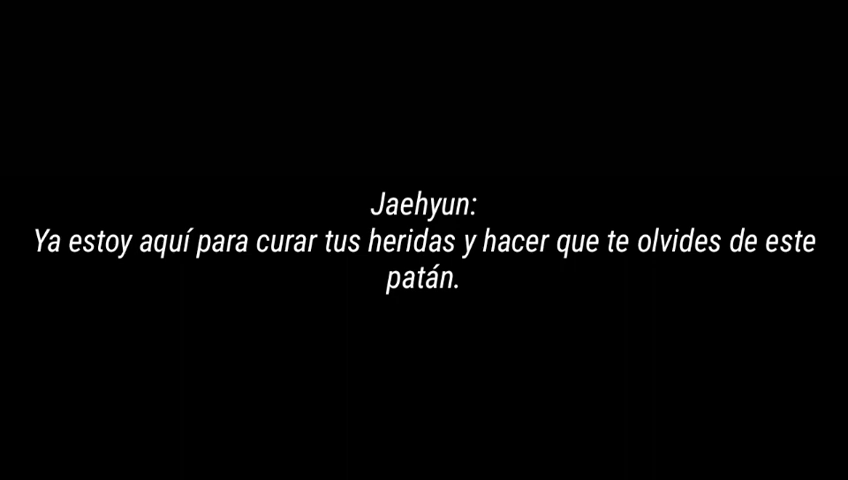 Jaehyun:
Ya estoy aquí para curar tus heridas y hacer que te olvides de este
patán.